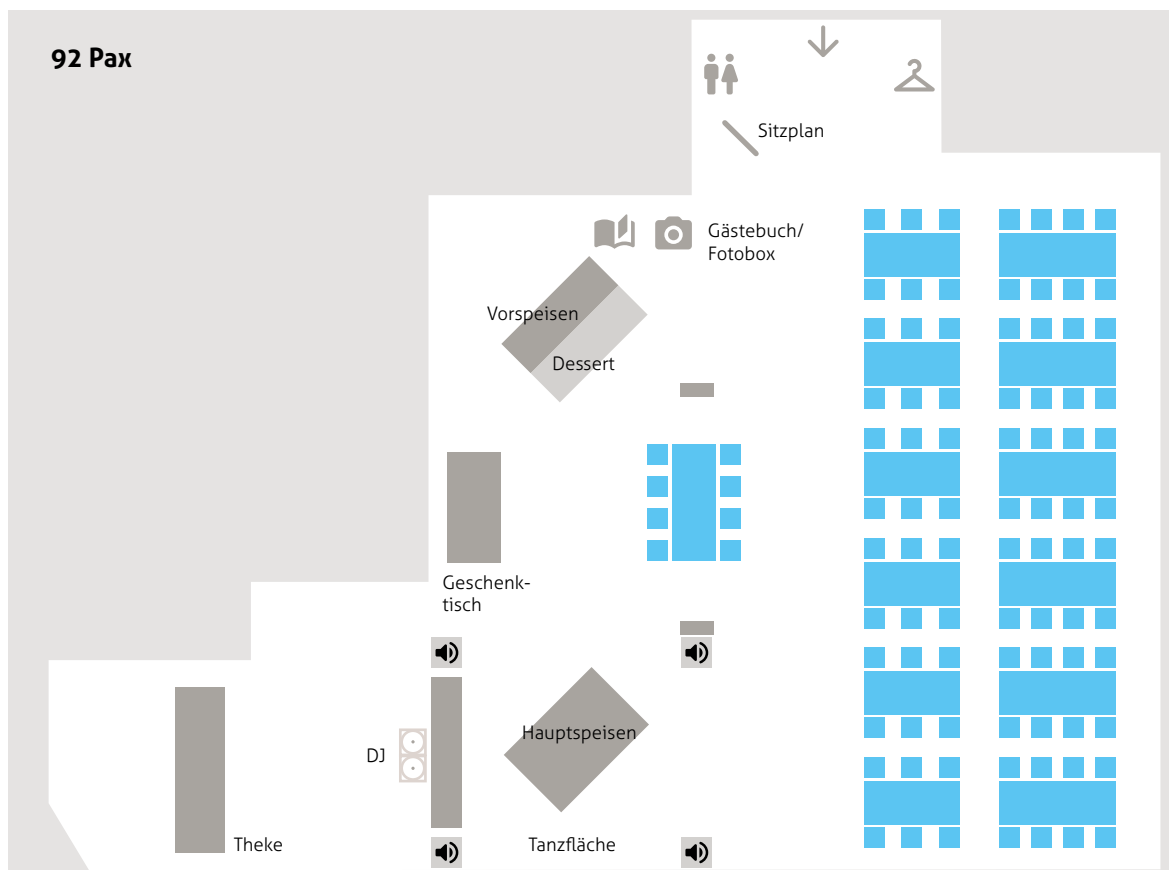 92 Pax
Sitzplan
Gästebuch/
Fotobox
Vorspeisen
Dessert
Geschenk-
tisch
Hauptspeisen
DJ
Theke
Tanzfläche